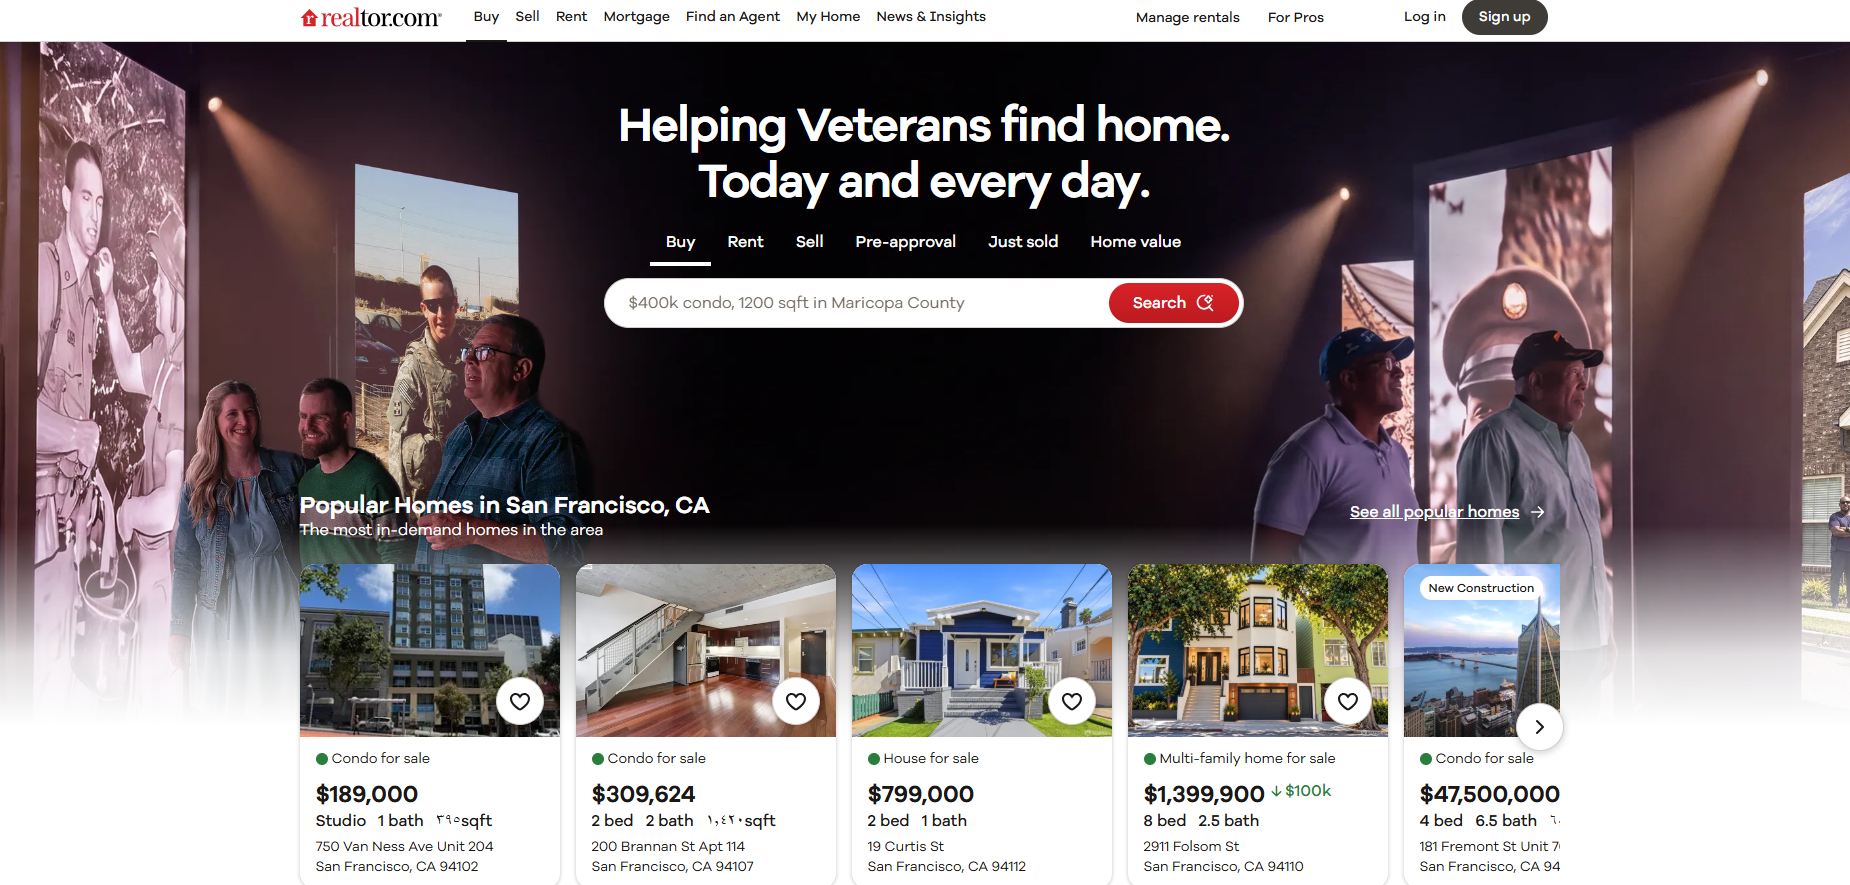 realtor.com®
Buy Sell Rent Mortgage Find an Agent My Home News & Insights
Manage rentals For Pros
Log in Sign up
Helping Veterans find home.
Today and every day.
Buy Rent Sell Pre-approval Just sold Home value
$400k condo, 1200 sqft in Maricopa County
Search
Popular Homes in San Francisco, CA
The most in-demand homes in the area
See all popular homes
Condo for sale
$189,000
Studio 1 bath ٣٩٥sqft
750 Van Ness Ave Unit 204
San Francisco, CA 94102
Condo for sale
$309,624
2 bed 2 bath ١,٤٢٠sqft
200 Brannan St Apt 114
San Francisco, CA 94107
House for sale
$799,000
2 bed 1 bath
19 Curtis St
San Francisco, CA 94112
Multi-family home for sale
$1,399,900 $100k
8 bed 2.5 bath
2911 Folsom St
San Francisco, CA 94110
New Construction
Condo for sale
$47,500,000
4 bed 6.5 bath
181 Fremont St Unit
San Francisco, CA 94